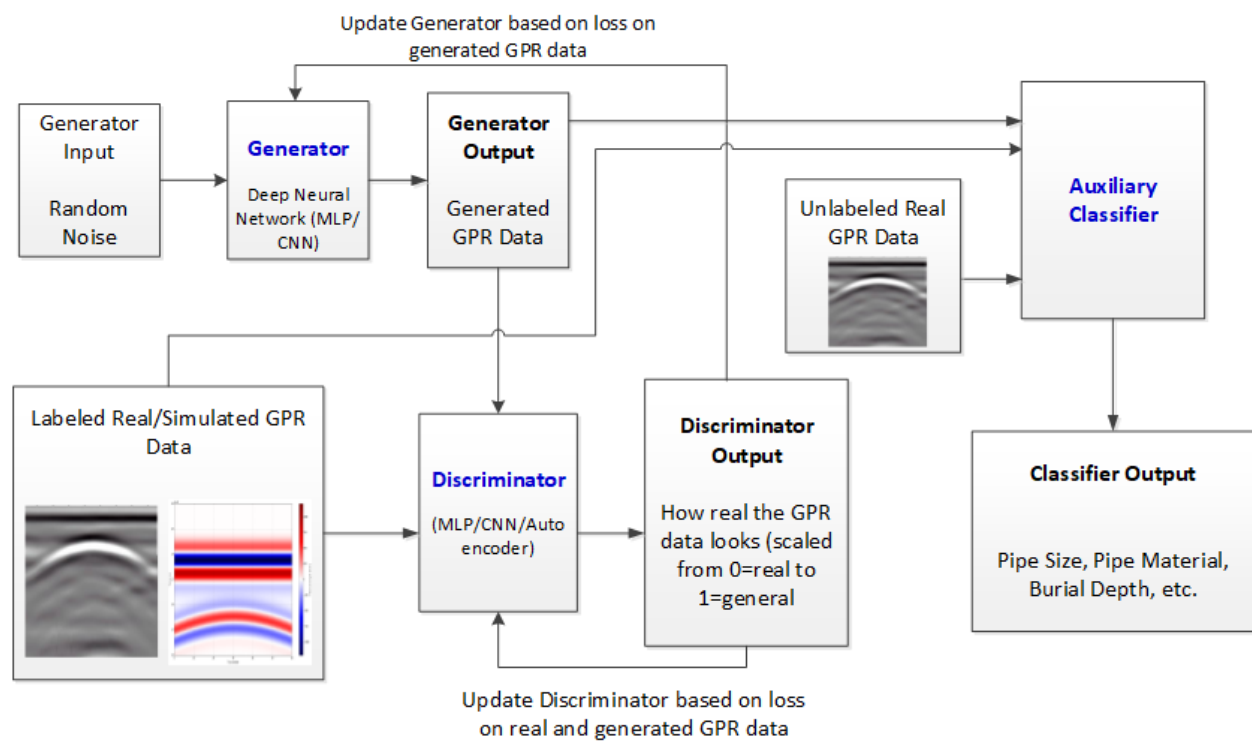 Update Generator based on loss on
generated GPR data
Generator
Input
Random
Noise
Generator
Deep Neural
Network (MLP/
CNN)
Generator
Output
Generated
GPR Data
Auxiliary
Classifier
Unlabeled Real
GPR Data
Labeled Real/Simulated GPR
Data
Discriminator
(MLP/CNN/Auto
encoder)
Discriminator
Output
How real the GPR
data looks (scaled
from 0=real to
1=general
Classifier Output
Pipe Size, Pipe Material,
Burial Depth, etc.
Update Discriminator based on loss
on real and generated GPR data